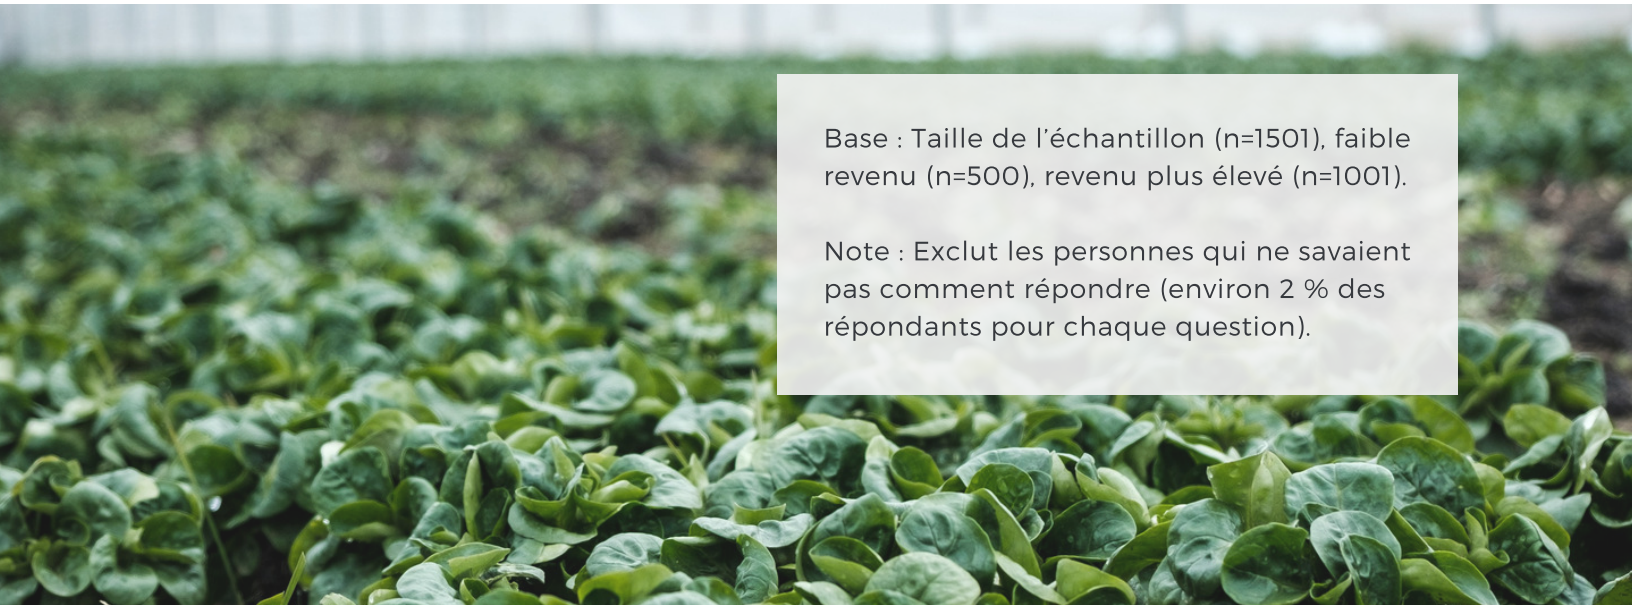 Base : Taille de l’échantillon (n=1501), faible
revenu (n=500), revenu plus élevé (n=1001).
Note : Exclut les personnes qui ne savaient
pas comment répondre (environ 2 % des
répondants pour chaque question).